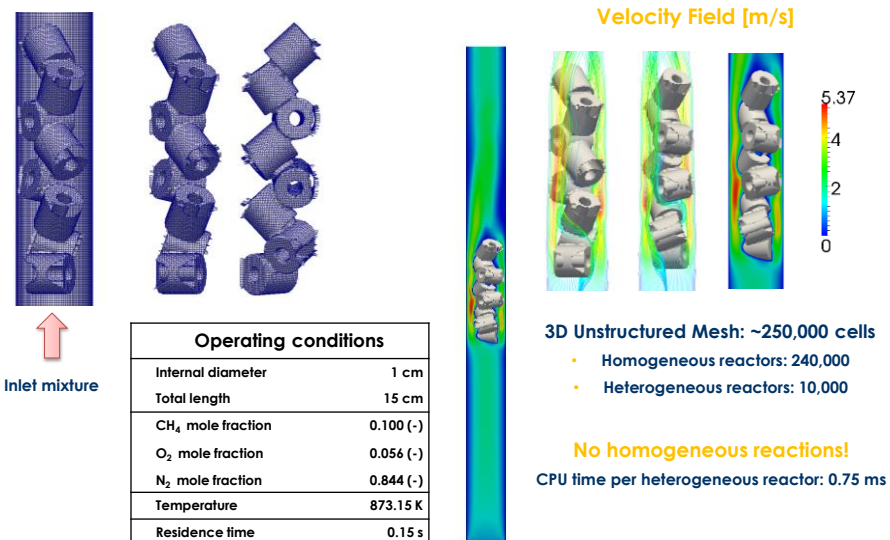 Velocity Field [m/s]
5.37
4
2
0
Inlet mixture
Operating conditions
Internal diameter 1 cm
Total length 15 cm
CH₄ mole fraction 0.100 (-)
O₂ mole fraction 0.056 (-)
N₂ mole fraction 0.844 (-)
Temperature 873.15 K
Residence time 0.15 s
3D Unstructured Mesh: ~250,000 cells
• Homogeneous reactors: 240,000
• Heterogeneous reactors: 10,000
No homogeneous reactions!
CPU time per heterogeneous reactor: 0.75 ms